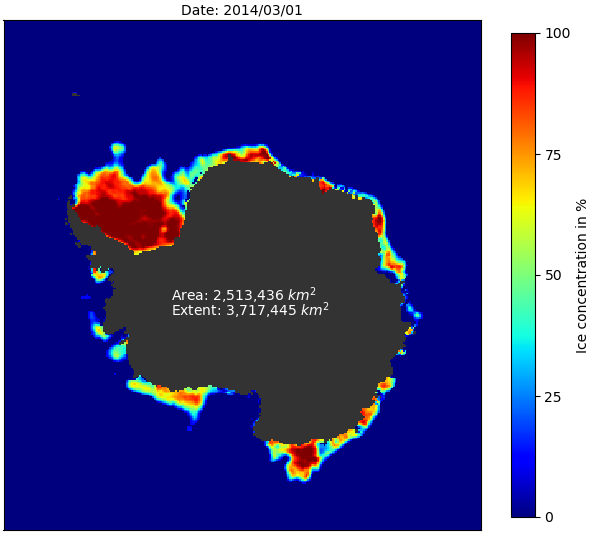 Date: 2014/03/01
100
75
50
25
0
Ice concentration in %
Area: 2,513,436 km²
Extent: 3,717,445 km²